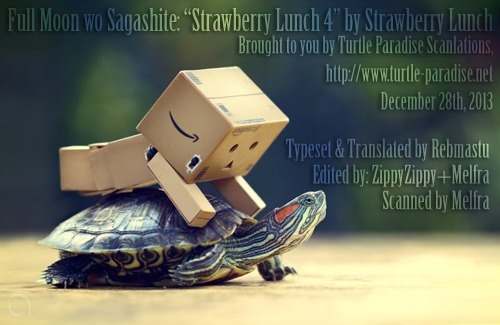 Full Moon wo Sagashite: “Strawberry Lunch 4” by Strawberry Lunch
Brought to you by Turtle Paradise Scanlations
http://www.turtle-paradise.net
December 28th, 2013
Typeset & Translated by Rebmastu
Edited by: ZippyZippy+Melfra
Scanned by Melfra